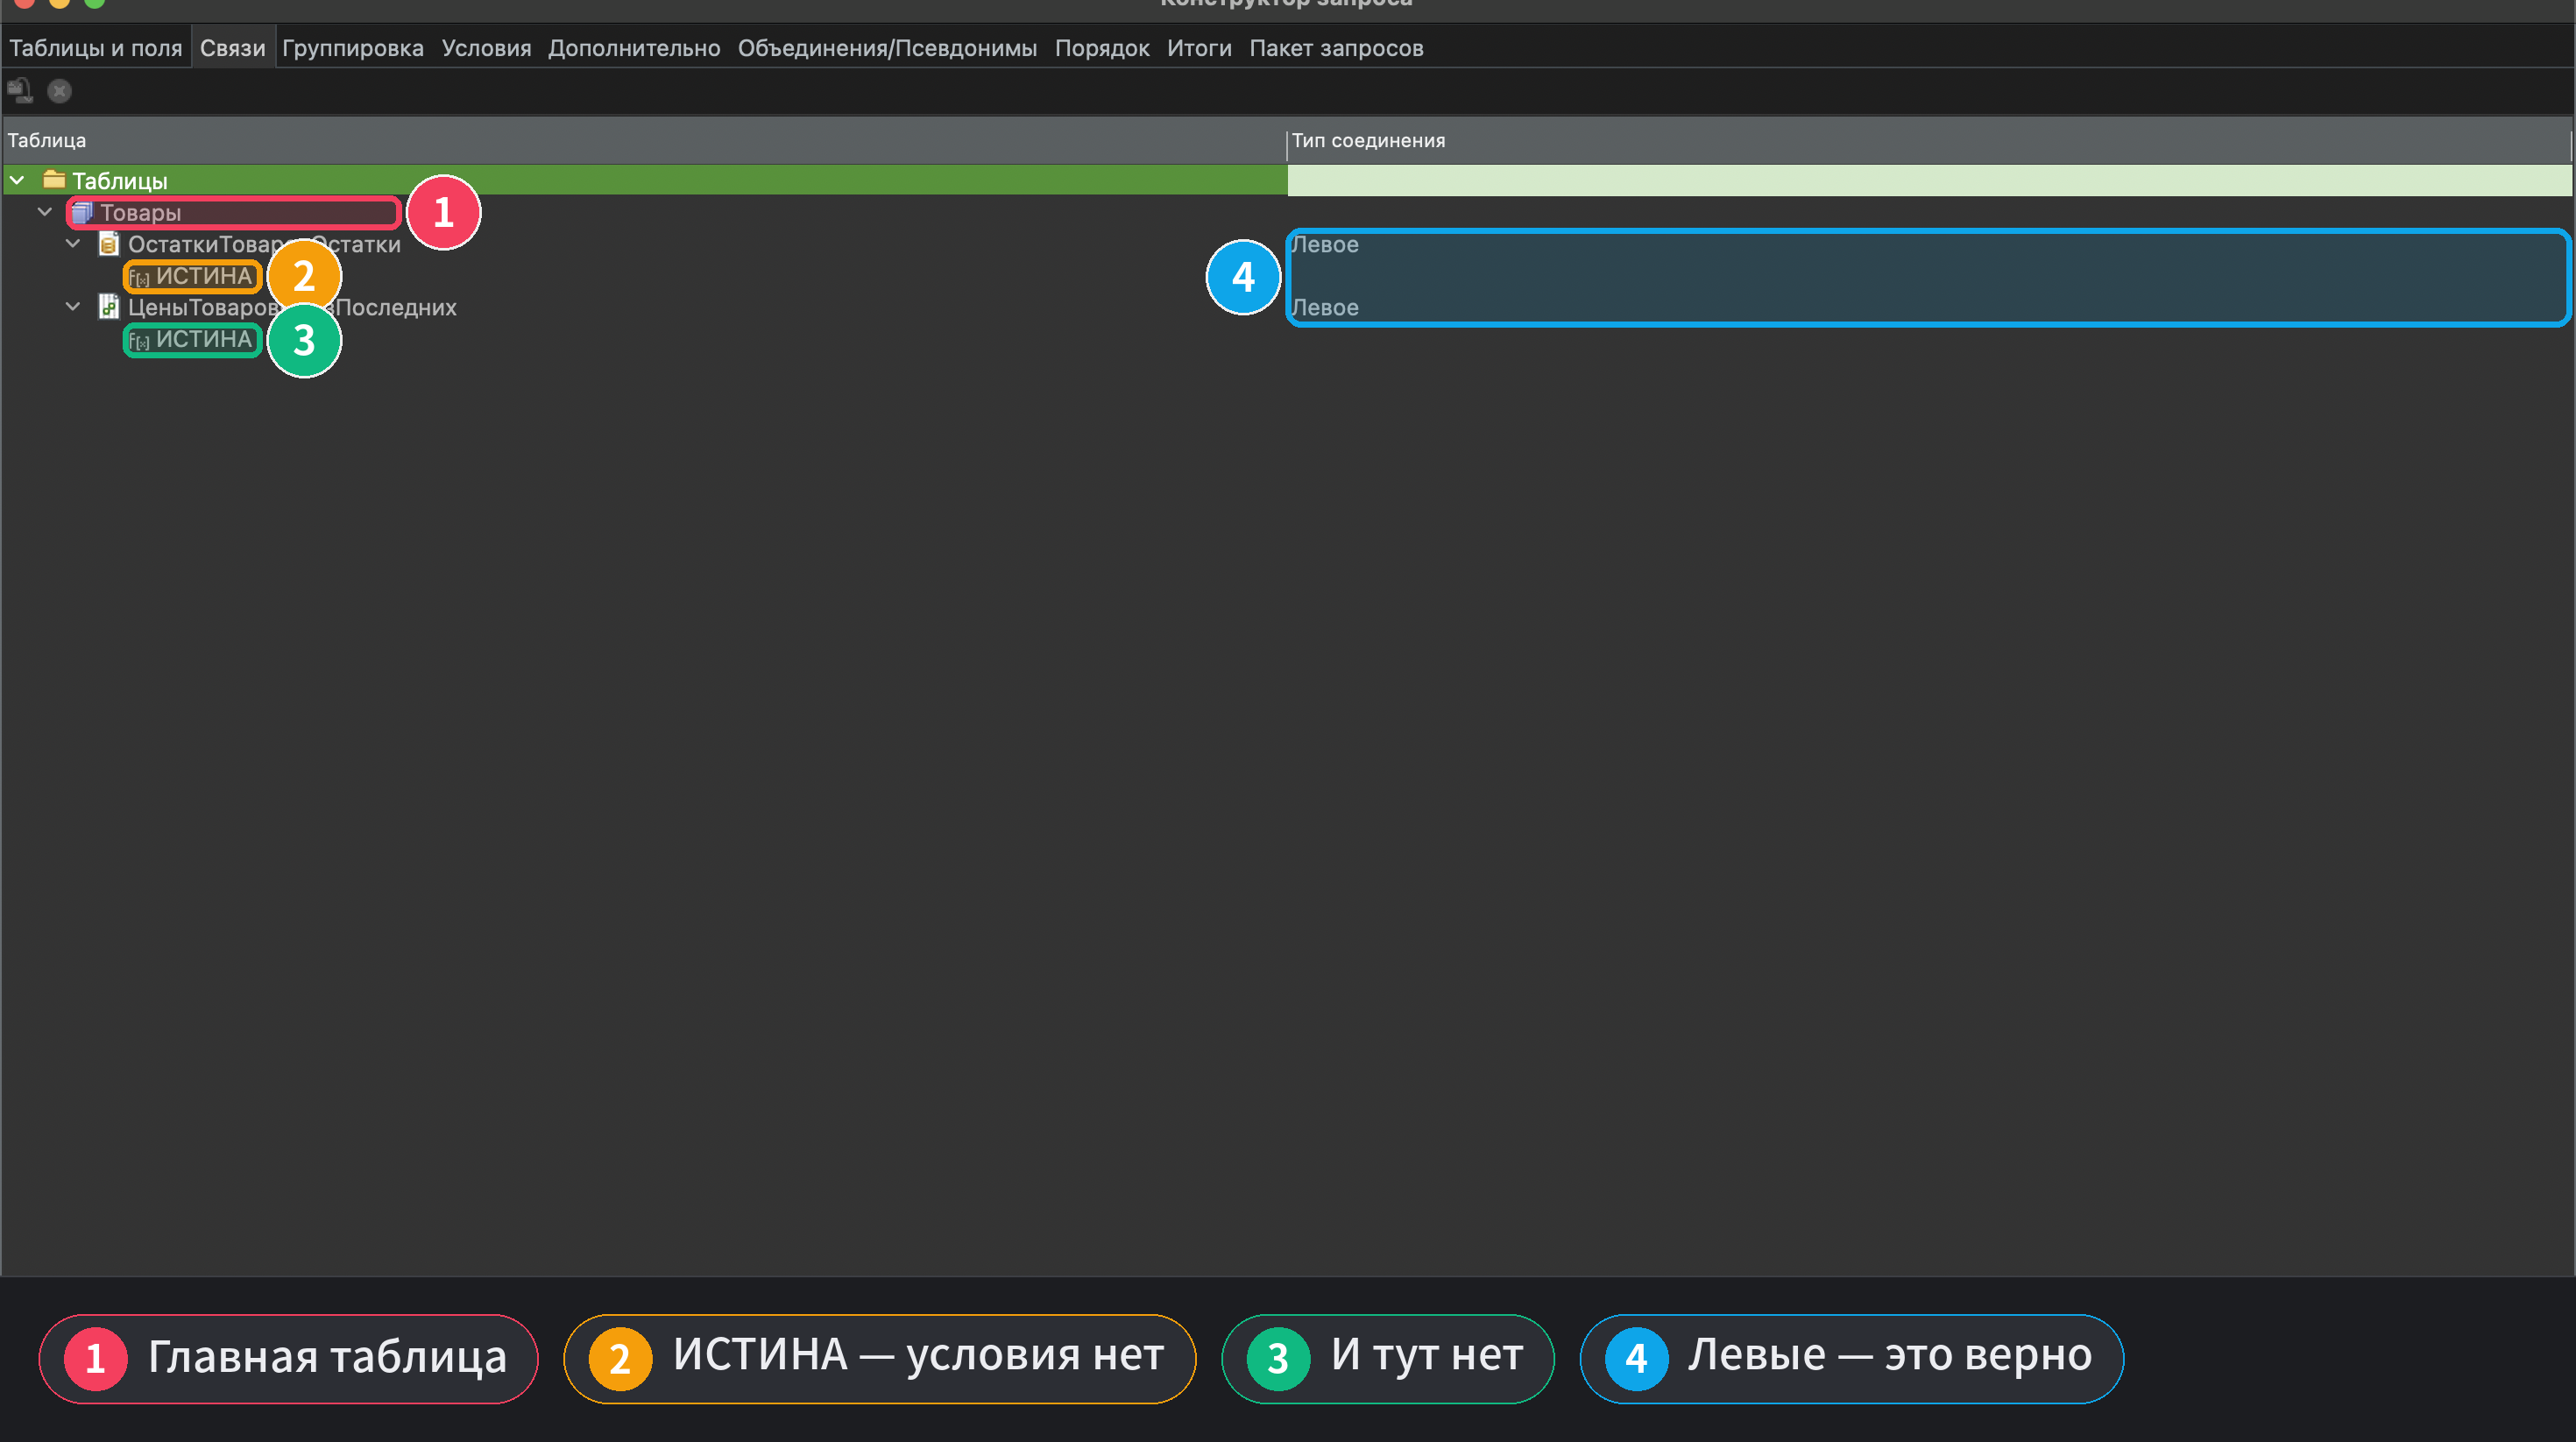 Конструктор запроса
Таблицы и поля Связи Группировка Условия Дополнительно Объединения/Псевдонимы Порядок Итоги Пакет запросов
Таблица Тип соединения
Таблицы
Товары 1
Остатки Левое
ИСТИНА 2
4
Последних Левое
ИСТИНА 3
1 Главная таблица 2 ИСТИНА — условия нет 3 И тут нет 4 Левые — это верно